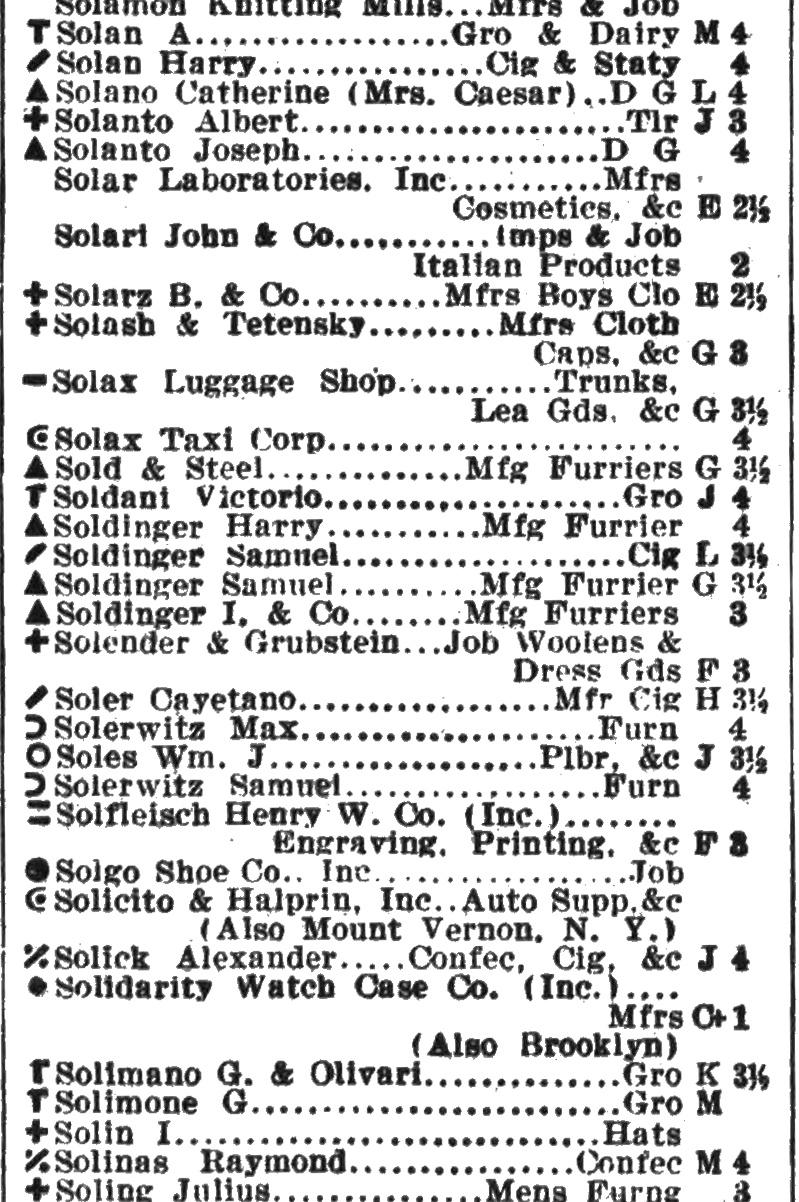 Solamon Knitting Mills...Mfrs & Job
T Solan A..................Gro & Dairy M 4
Solan Harry................Cig & Staty 4
▲ Solano Catherine (Mrs. Caesar)..D G L 4
+ Solanto Albert.......................Tlr J 3
▲ Solanto Joseph.....................D G 4
Solar Laboratories, Inc...........Mfrs
Cosmetics, &c E 2½
Solari John & Co...........Imps & Job
Italian Products 2
+ Solarz B. & Co..........Mfrs Boys Clo E 2½
+ Solash & Tetensky.........Mfrs Cloth
Caps, &c G 3
Solax Luggage Shop...........Trunks,
Lea Gds, &c G 3½
Solax Taxi Corp......................... 4
▲ Sold & Steel..............Mfg Furriers G 3½
T Soldani Victorio.....................Gro J 4
▲ Soldinger Harry...........Mfg Furrier 4
Soldinger Samuel....................Cig L 3½
▲ Soldinger Samuel..........Mfg Furrier G 3½
▲ Soldinger I. & Co........Mfg Furriers 3
+ Solender & Grubstein...Job Woolens &
Dress Gds F 3
Soler Cayetano..................Mfr Cig H 3½
Solerwitz Max.....................Furn 4
O Soles Wm. J...................Plbr, &c J 3½
Solerwitz Samuel..................Furn 4
= Solfleisch Henry W. Co. (Inc.)........
Engraving, Printing, &c F 3
● Solgo Shoe Co., Inc..................Job
Solicito & Halprin, Inc..Auto Supp,&c
(Also Mount Vernon, N. Y.)
Solick Alexander.....Confec, Cig, &c J 4
● Solidarity Watch Case Co. (Inc.)....
Mfrs C+1
(Also Brooklyn)
Solimano G. & Olivari..............Gro K 3½
T Solimone G..........................Gro M
+ Solin I..............................Hats
Solinas Raymond................Confec M 4
+ Soling Julius...............Mens Furng 3